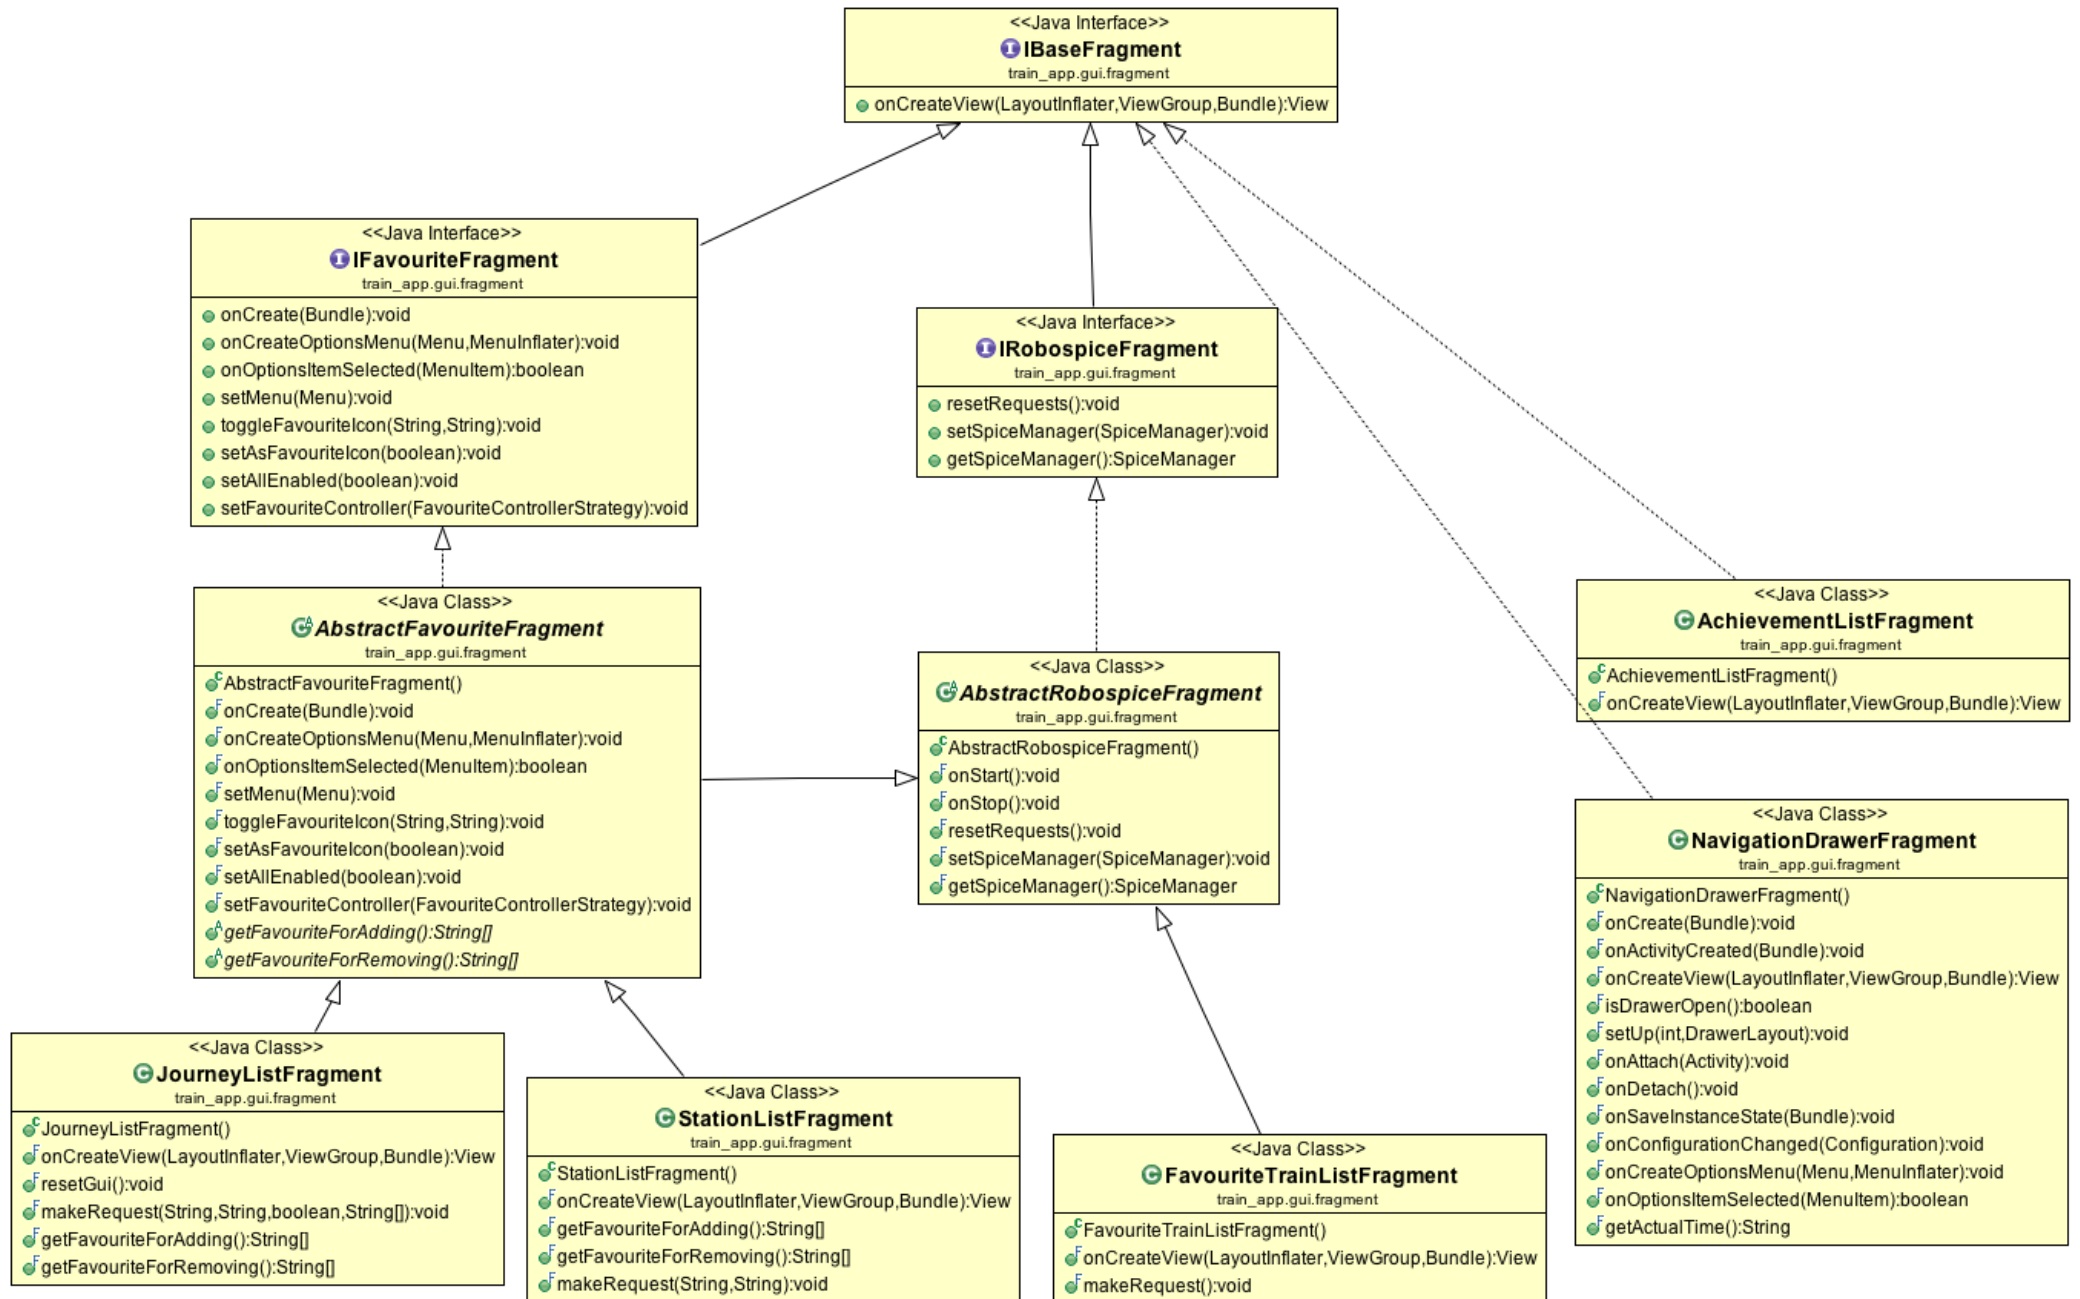 <<Java Interface>>
IBaseFragment
train_app.gui.fragment
onCreateView(LayoutInflater,ViewGroup,Bundle):View
<<Java Interface>>
IFavouriteFragment
train_app.gui.fragment
onCreate(Bundle):void
onCreateOptionsMenu(Menu,MenuInflater):void
onOptionsItemSelected(MenuItem):boolean
setMenu(Menu):void
toggleFavouriteIcon(String,String):void
setAsFavouriteIcon(boolean):void
setAllEnabled(boolean):void
setFavouriteController(FavouriteControllerStrategy):void
<<Java Interface>>
IRobospiceFragment
train_app.gui.fragment
resetRequests():void
setSpiceManager(SpiceManager):void
getSpiceManager():SpiceManager
<<Java Class>>
AbstractFavouriteFragment
train_app.gui.fragment
AbstractFavouriteFragment()
onCreate(Bundle):void
onCreateOptionsMenu(Menu,MenuInflater):void
onOptionsItemSelected(MenuItem):boolean
setMenu(Menu):void
toggleFavouriteIcon(String,String):void
setAsFavouriteIcon(boolean):void
setAllEnabled(boolean):void
setFavouriteController(FavouriteControllerStrategy):void
getFavouriteForAdding():String[]
getFavouriteForRemoving():String[]
<<Java Class>>
AbstractRobospiceFragment
train_app.gui.fragment
AbstractRobospiceFragment()
onStart():void
onStop():void
resetRequests():void
setSpiceManager(SpiceManager):void
getSpiceManager():SpiceManager
<<Java Class>>
AchievementListFragment
train_app.gui.fragment
AchievementListFragment()
onCreateView(LayoutInflater,ViewGroup,Bundle):View
<<Java Class>>
NavigationDrawerFragment
train_app.gui.fragment
NavigationDrawerFragment()
onCreate(Bundle):void
onActivityCreated(Bundle):void
onCreateView(LayoutInflater,ViewGroup,Bundle):View
isDrawerOpen():boolean
setUp(int,DrawerLayout):void
onAttach(Activity):void
onDetach():void
onSaveInstanceState(Bundle):void
onConfigurationChanged(Configuration):void
onCreateOptionsMenu(Menu,MenuInflater):void
onOptionsItemSelected(MenuItem):boolean
getActualTime():String
<<Java Class>>
JourneyListFragment
train_app.gui.fragment
JourneyListFragment()
onCreateView(LayoutInflater,ViewGroup,Bundle):View
resetGui():void
makeRequest(String,String,boolean,String[]):void
getFavouriteForAdding():String[]
getFavouriteForRemoving():String[]
<<Java Class>>
StationListFragment
train_app.gui.fragment
StationListFragment()
onCreateView(LayoutInflater,ViewGroup,Bundle):View
getFavouriteForAdding():String[]
getFavouriteForRemoving():String[]
makeRequest(String,String):void
<<Java Class>>
FavouriteTrainListFragment
train_app.gui.fragment
FavouriteTrainListFragment()
onCreateView(LayoutInflater,ViewGroup,Bundle):View
makeRequest():void